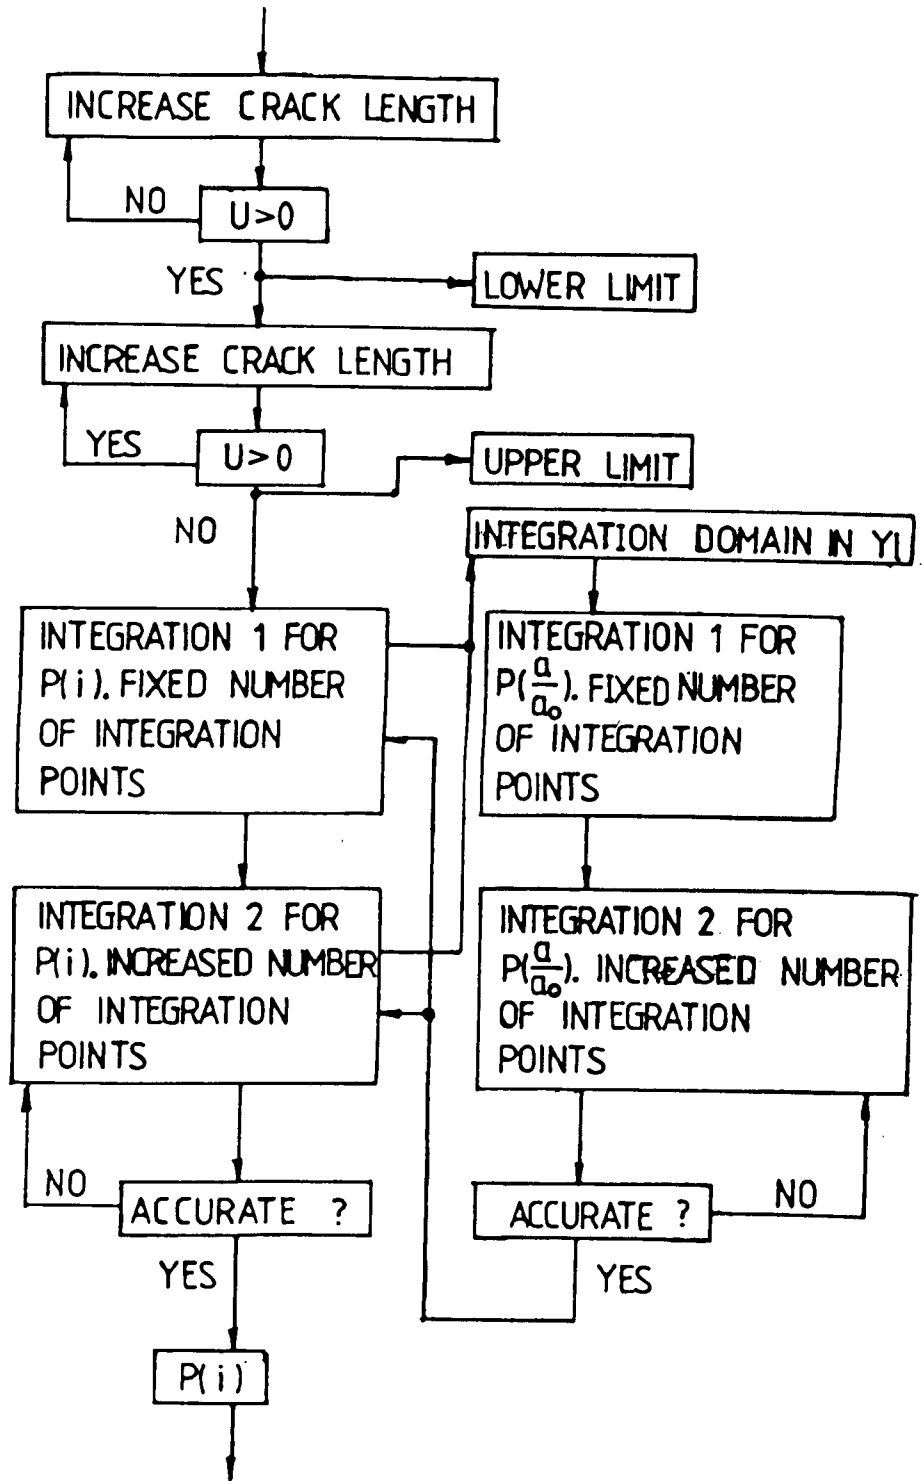 INCREASE CRACK LENGTH
NO
U>0
YES
LOWER LIMIT
INCREASE CRACK LENGTH
YES
U>0
UPPER LIMIT
NO
INTEGRATION DOMAIN IN Yl
INTEGRATION 1 FOR
P(i). FIXED NUMBER
OF INTEGRATION
POINTS
INTEGRATION 1 FOR
P(a/a₀). FIXED NUMBER
OF INTEGRATION
POINTS
INTEGRATION 2 FOR
P(i). INCREASED NUMBER
OF INTEGRATION
POINTS
INTEGRATION 2 FOR
P(a/a₀). INCREASED NUMBER
OF INTEGRATION
POINTS
NO
ACCURATE ?
YES
ACCURATE ?
NO
YES
P(i)